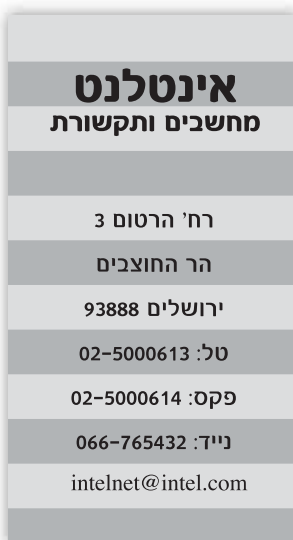 אינטלנט
מחשבים ותקשורת
רח' הרטום 3
הר החוצבים
ירושלים 93888
טל: 02-5000613
פקס: 02-5000614
נייד: 066-765432
intelnet@intel.com